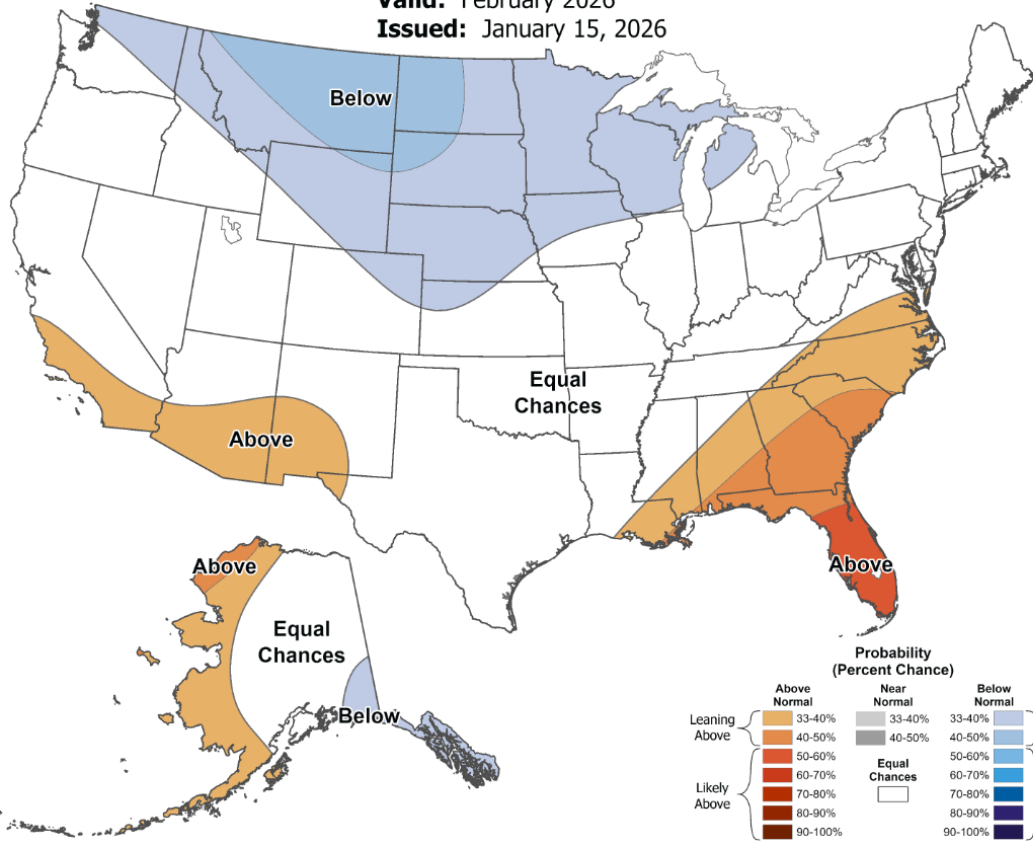 Valid: February 2026
Issued: January 15, 2026
Below
Equal
Chances
Above
Above
Above
Equal
Chances
Below
Probability
(Percent Chance)
Above
Normal
Near
Normal
Below
Normal
Leaning
Above
33-40%
33-40%
33-40%
40-50%
40-50%
40-50%
Likely
Above
50-60%
Equal
Chances
50-60%
60-70%
60-70%
70-80%
70-80%
80-90%
80-90%
90-100%
90-100%